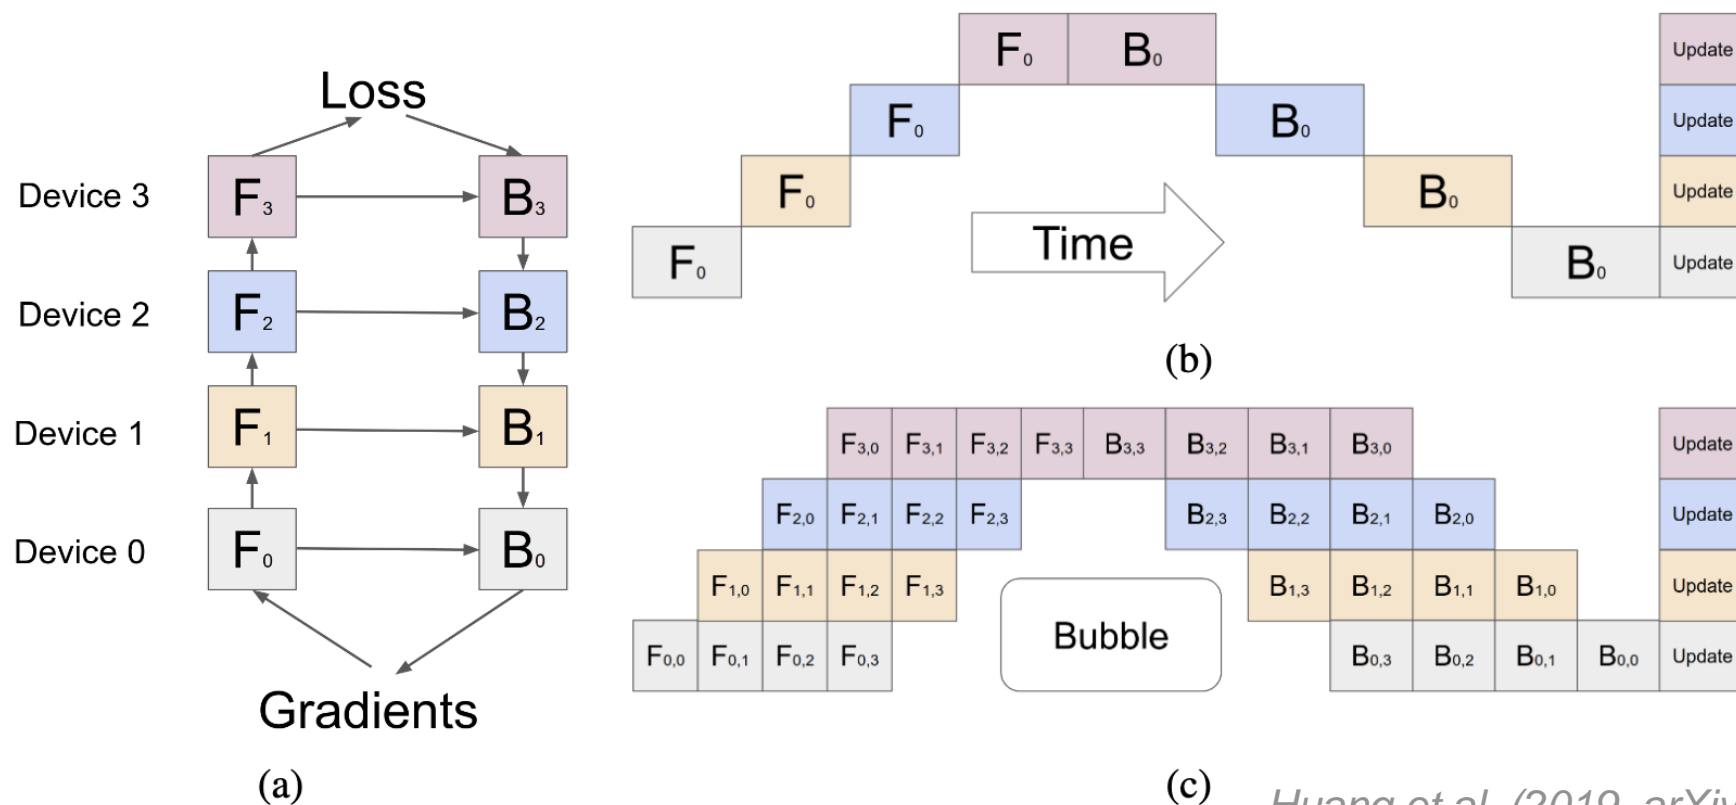 Loss
Device 3 F3 B3
Device 2 F2 B2
Device 1 F1 B1
Device 0 F0 B0
Gradients
(a)
F0 B0 Update
F0 B0 Update
F0 B0 Update
F0 B0 Update
Time
(b)
F3,0 F3,1 F3,2 F3,3 B3,3 B3,2 B3,1 B3,0 Update
F2,0 F2,1 F2,2 F2,3 B2,3 B2,2 B2,1 B2,0 Update
F1,0 F1,1 F1,2 F1,3 B1,3 B1,2 B1,1 B1,0 Update
Bubble
F0,0 F0,1 F0,2 F0,3 B0,3 B0,2 B0,1 B0,0 Update
(c)
Huang et al. (2019, arXiv